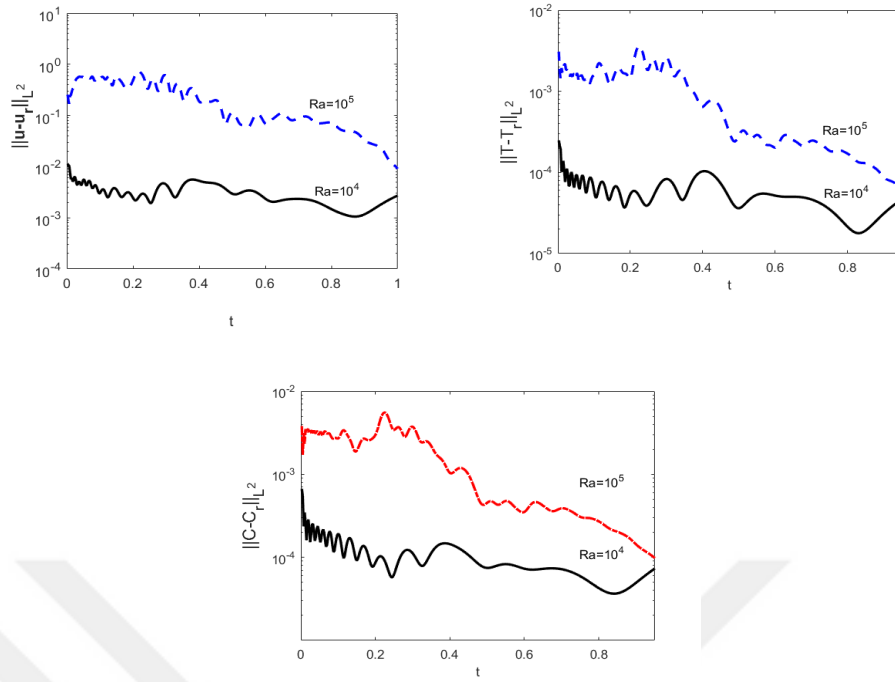 10^1
10^0
10^-1
10^-2
10^-3
10^-4
||u-u_r||_L^2
Ra=10^5
Ra=10^4
0 0.2 0.4 0.6 0.8 1
t
10^-2
10^-3
10^-4
10^-5
||T-T_r||_L^2
Ra=10^5
Ra=10^4
0 0.2 0.4 0.6 0.8
t
10^-2
10^-3
10^-4
||C-C_r||_L^2
Ra=10^5
Ra=10^4
0 0.2 0.4 0.6 0.8
t